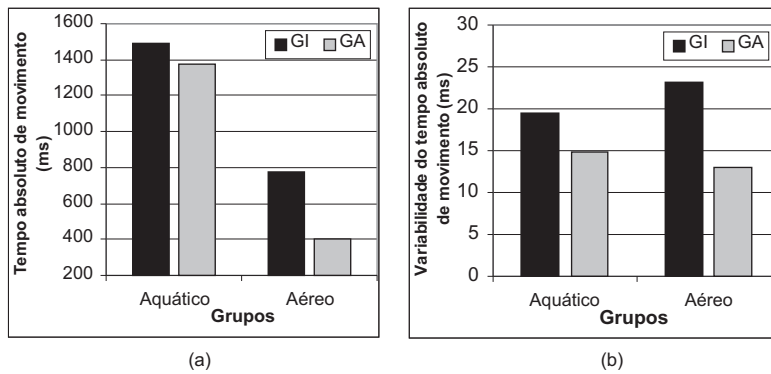 Tempo absoluto de movimento
(ms)
1600
1400
1200
1000
800
600
400
200
GI GA
Aquático Aéreo
Grupos
(a)
Variabilidade do tempo absoluto
de movimento (ms)
30
25
20
15
10
5
0
GI GA
Aquático Aéreo
Grupos
(b)